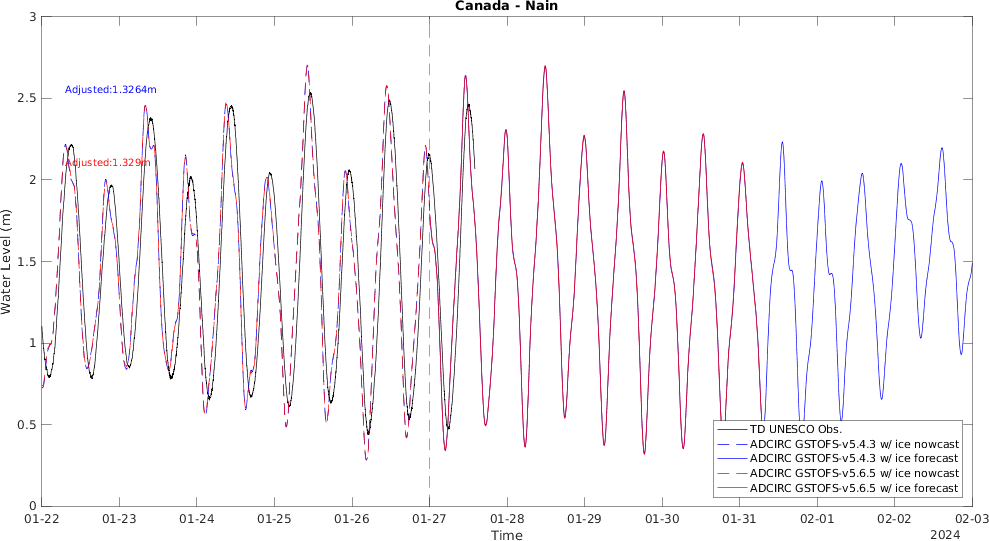 Canada - Nain
3
2.5
2
1.5
1
0.5
0
Water Level (m)
Adjusted:1.3264m
Adjusted:1.329m
TD UNESCO Obs.
ADCIRC GSTOFS-v5.4.3 w/ ice nowcast
ADCIRC GSTOFS-v5.4.3 w/ ice forecast
ADCIRC GSTOFS-v5.6.5 w/ ice nowcast
ADCIRC GSTOFS-v5.6.5 w/ ice forecast
01-22 01-23 01-24 01-25 01-26 01-27 01-28 01-29 01-30 01-31 02-01 02-02 02-03
Time
2024